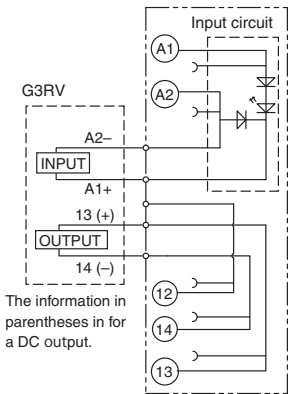 Input circuit
A1
G3RV
A2
A2–
INPUT
A1+
13 (+)
OUTPUT
14 (–)
12
The information in
parentheses in for
a DC output.
14
13